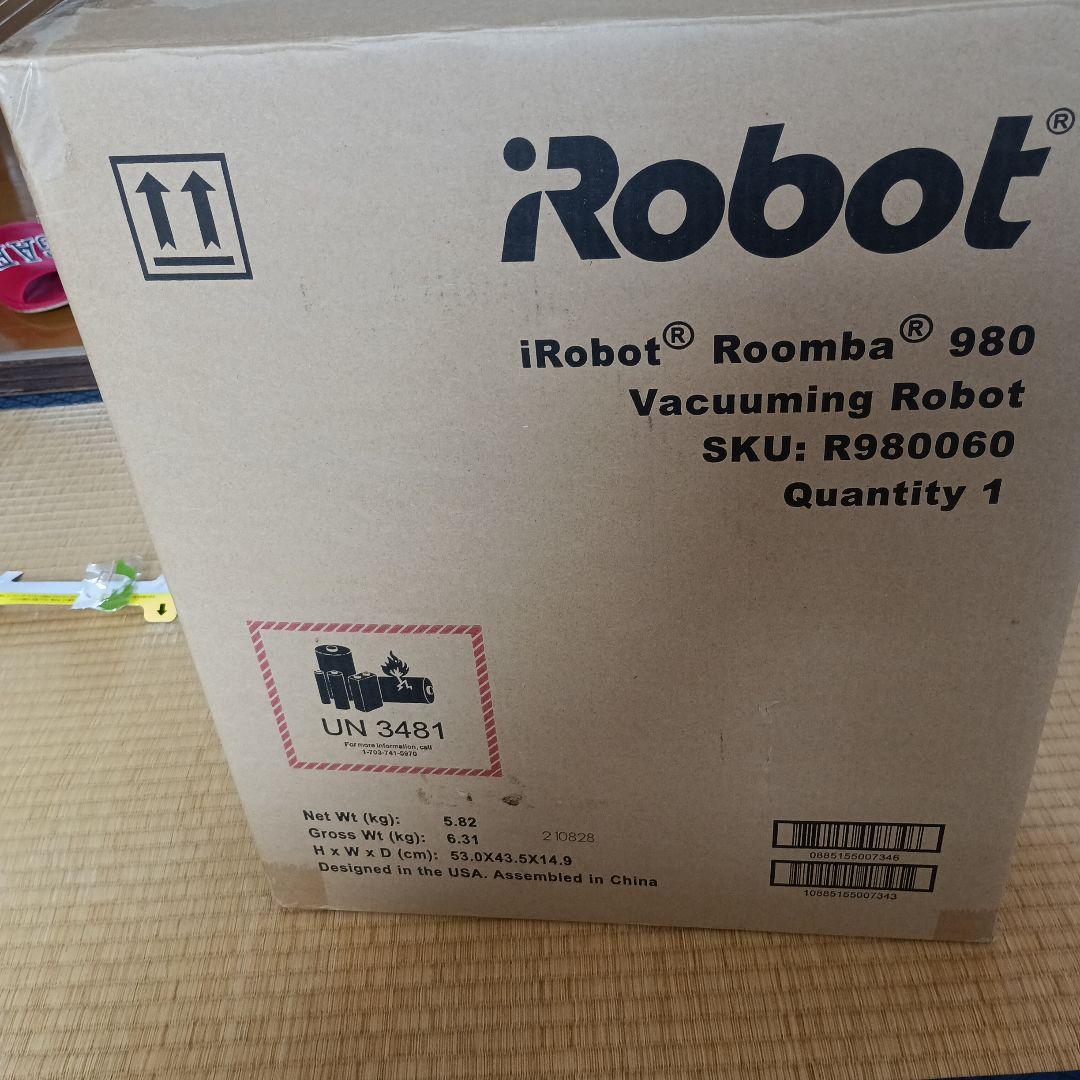 iRobot®
iRobot® Roomba® 980
Vacuuming Robot
SKU: R980060
Quantity 1
UN 3481
For more information, call
1-703-741-5970
Net Wt (kg): 5.82
Gross Wt (kg): 6.31
210828
H x W x D (cm): 53.0X43.5X14.9
Designed in the USA. Assembled in China
0885155007346
10885155007343